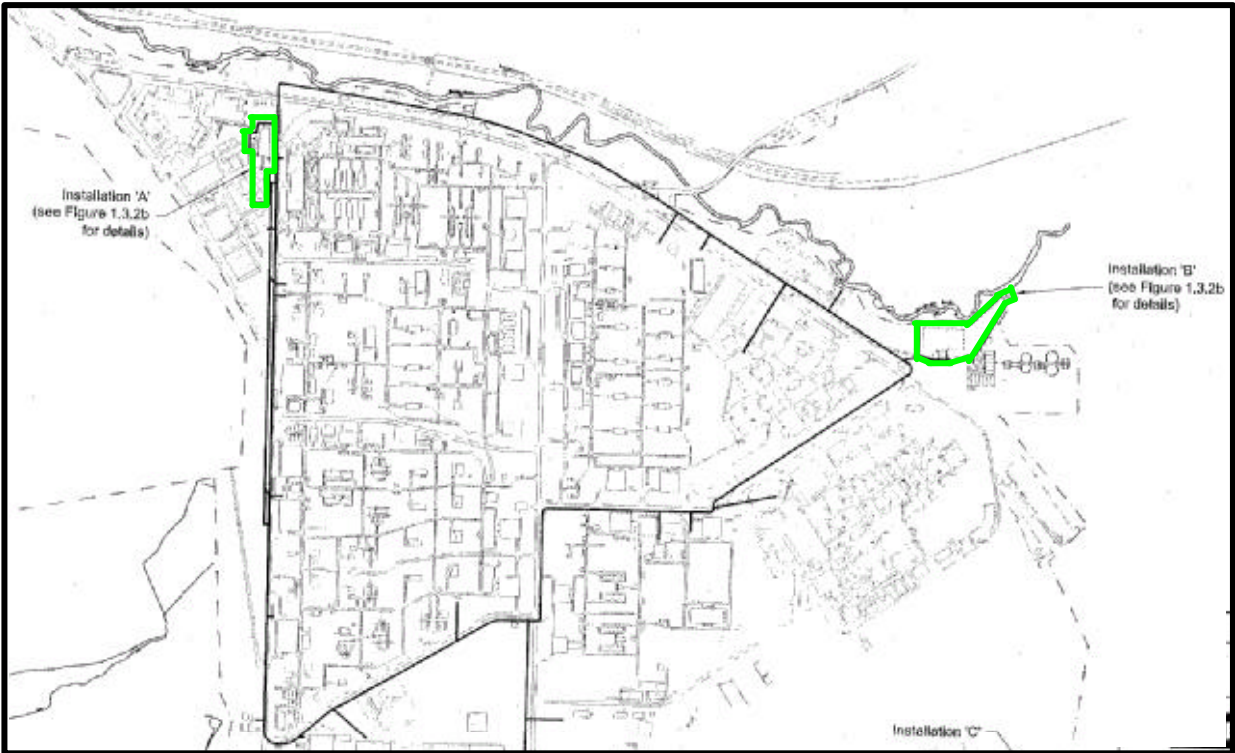 Installation 'A'
(see Figure 1.3.2b
for details)
Installation 'B'
(see Figure 1.3.2b
for details)
Installation 'C'